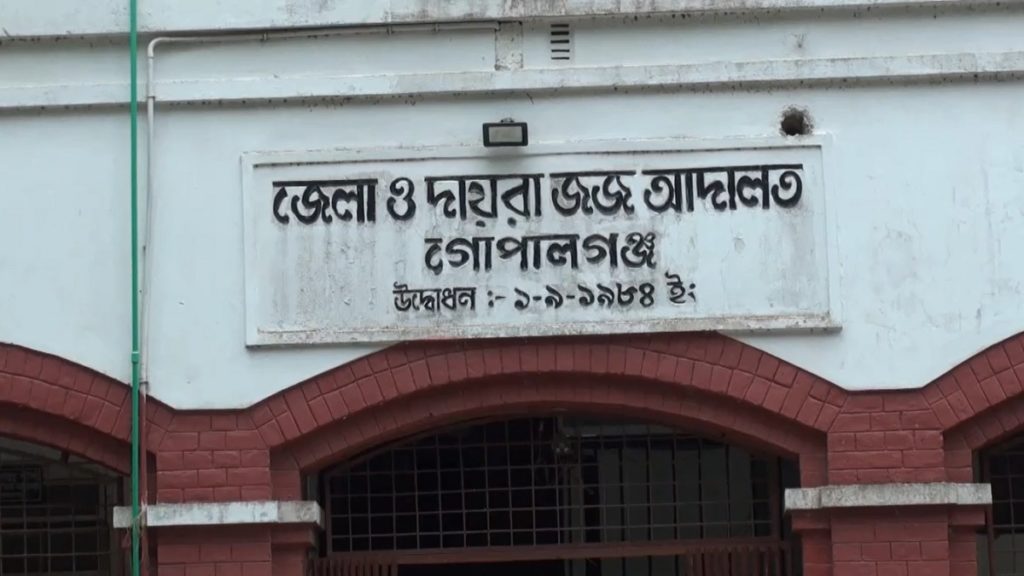 জেলা ও দায়রা জজ আদালত
গোপালগঞ্জ
উদ্বোধন :- ১-৯-১৯৮৪ ইং